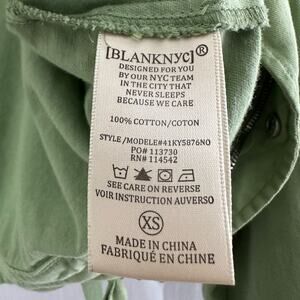 [BLANKNYC]®
DESIGNED FOR YOU
BY OUR NYC TEAM
IN THE CITY THAT
NEVER SLEEPS
BECAUSE WE CARE
100% COTTON/COTON
STYLE/MODELE#41KY5876NO
PO# 113730
RN# 114542
SEE CARE ON REVERSE
VOIR INSTRUCTION AUVERSO
XS
MADE IN CHINA
FABRIQUÉ EN CHINE